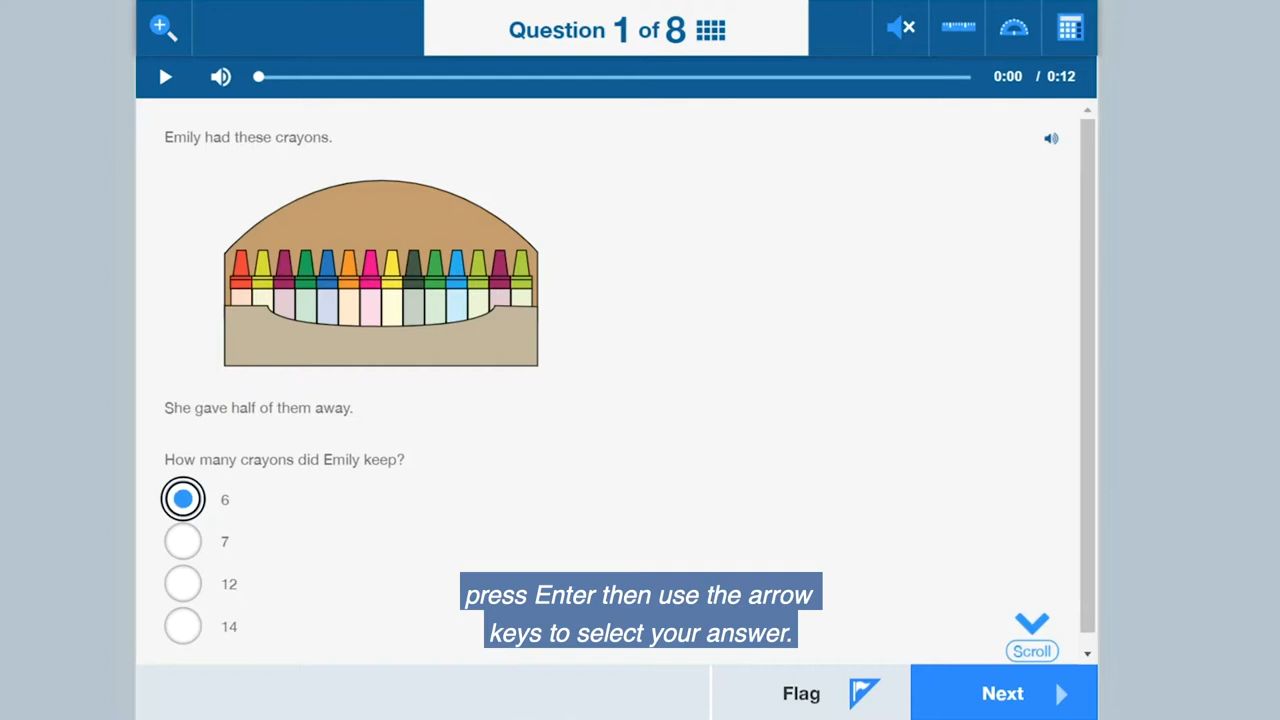 Question 1 of 8
0:00 / 0:12
Emily had these crayons.
She gave half of them away.
How many crayons did Emily keep?
6
7
12
14
press Enter then use the arrow
keys to select your answer.
Scroll
Flag
Next